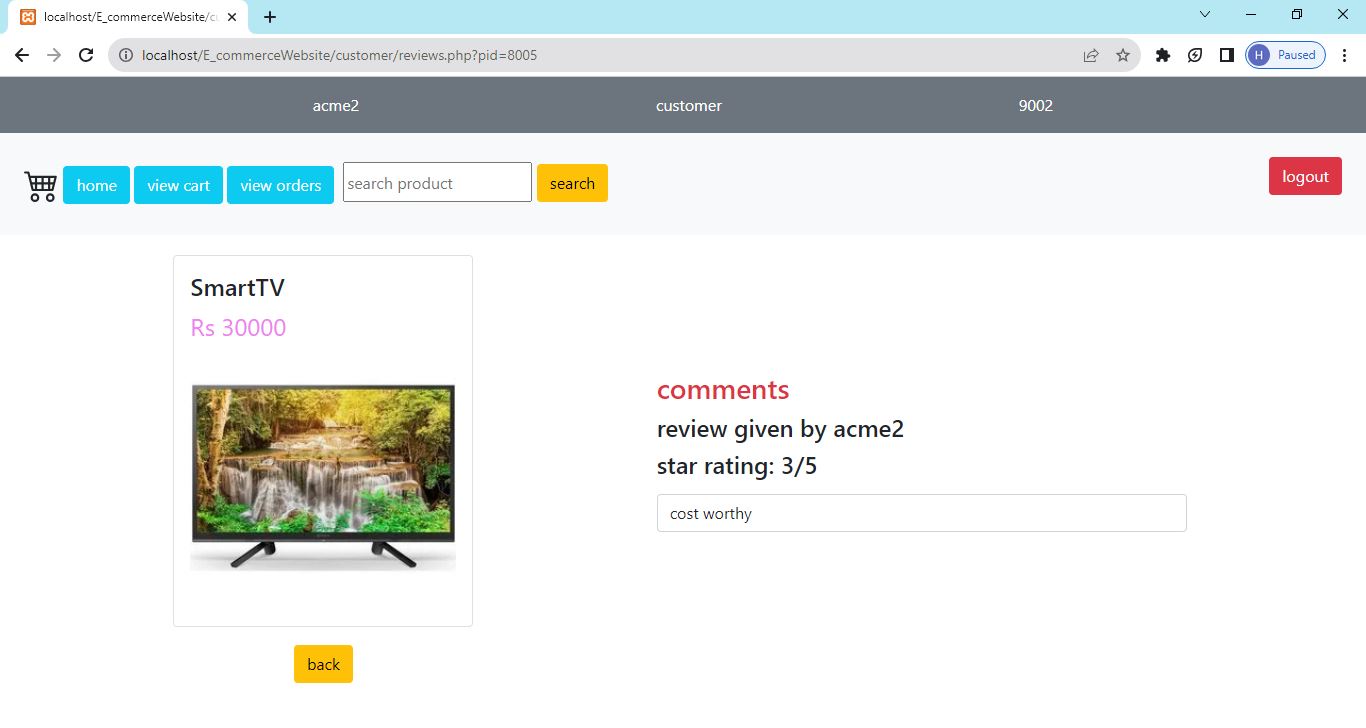 localhost/E_commerceWebsite/cu
localhost/E_commerceWebsite/customer/reviews.php?pid=8005
H Paused
acme2 customer 9002
home view cart view orders search product search logout
SmartTV
Rs 30000
comments
review given by acme2
star rating: 3/5
cost worthy
back